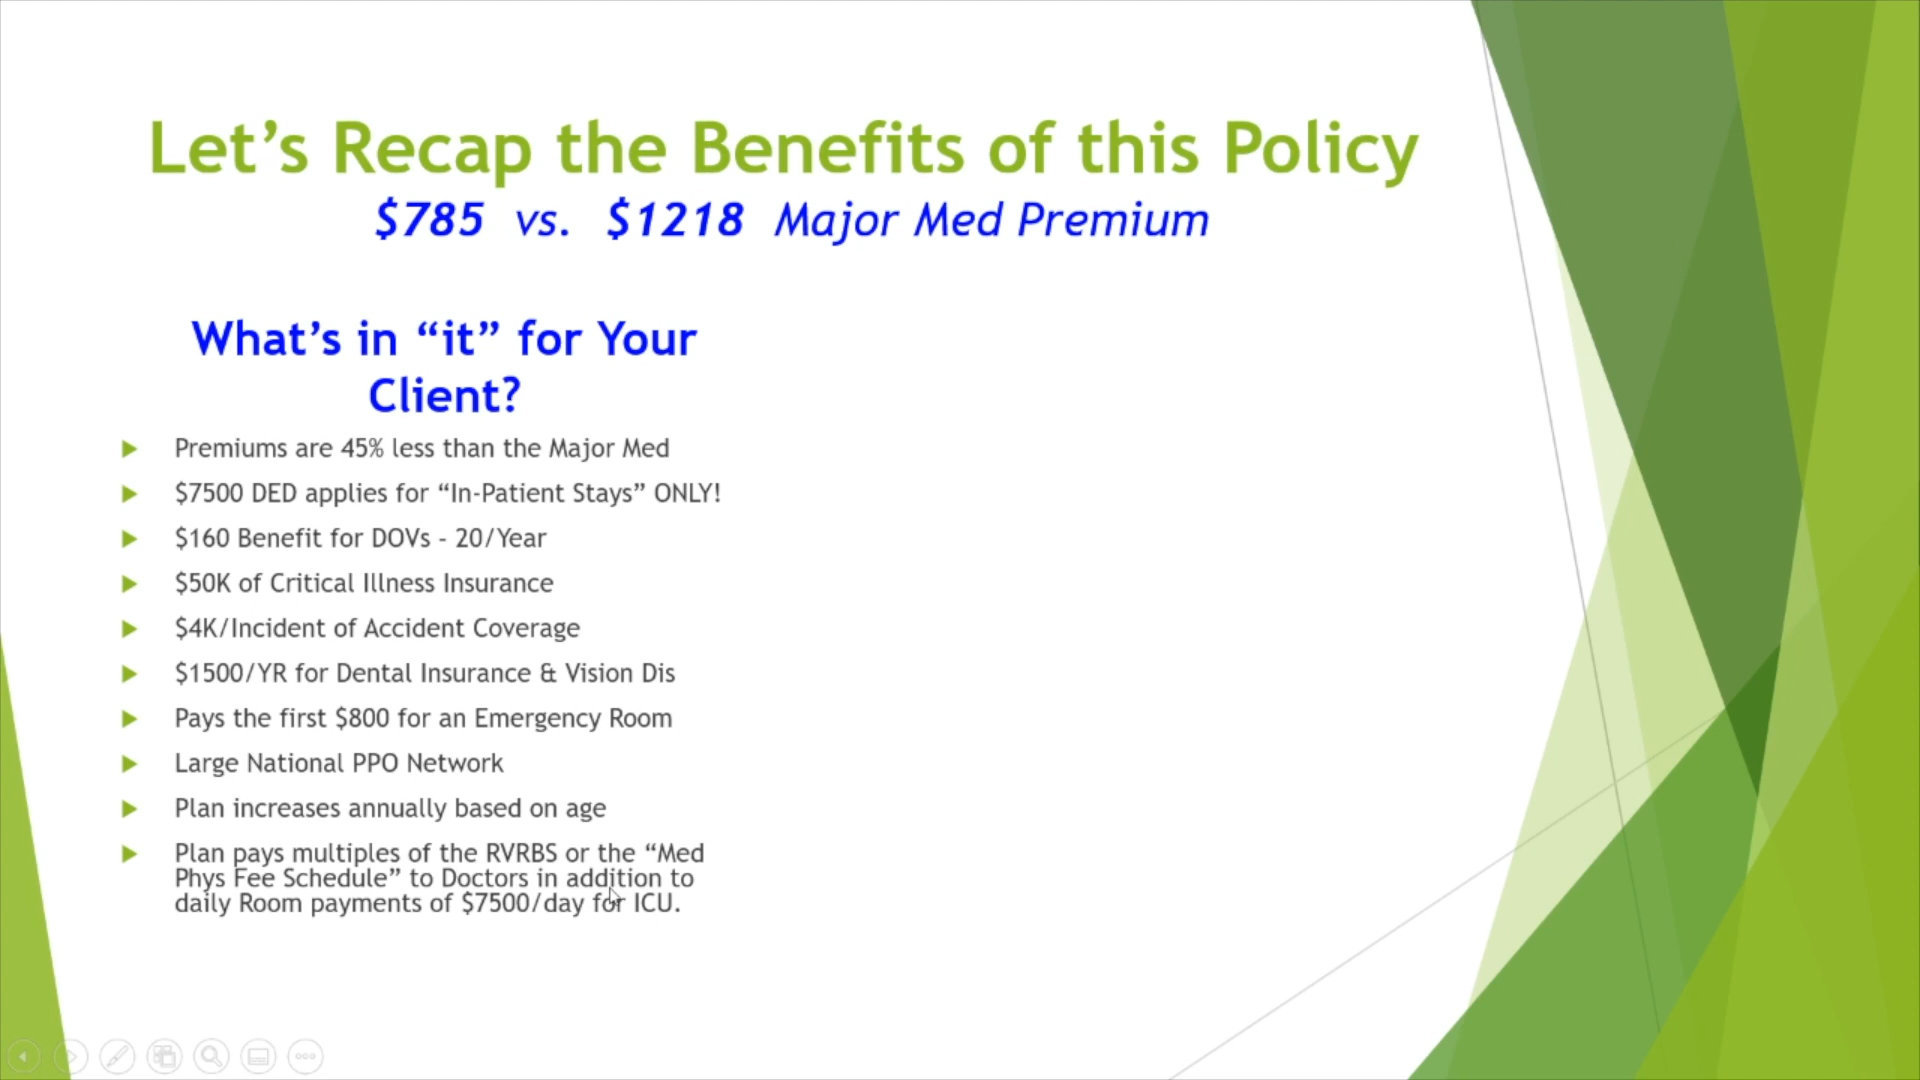 Let’s Recap the Benefits of this Policy
$785 vs. $1218 Major Med Premium
What’s in “it” for Your
Client?
Premiums are 45% less than the Major Med
$7500 DED applies for “In-Patient Stays” ONLY!
$160 Benefit for DOVs - 20/Year
$50K of Critical Illness Insurance
$4K/Incident of Accident Coverage
$1500/YR for Dental Insurance & Vision Dis
Pays the first $800 for an Emergency Room
Large National PPO Network
Plan increases annually based on age
Plan pays multiples of the RVRBS or the “Med
Phys Fee Schedule” to Doctors in addition to
daily Room payments of $7500/day for ICU.